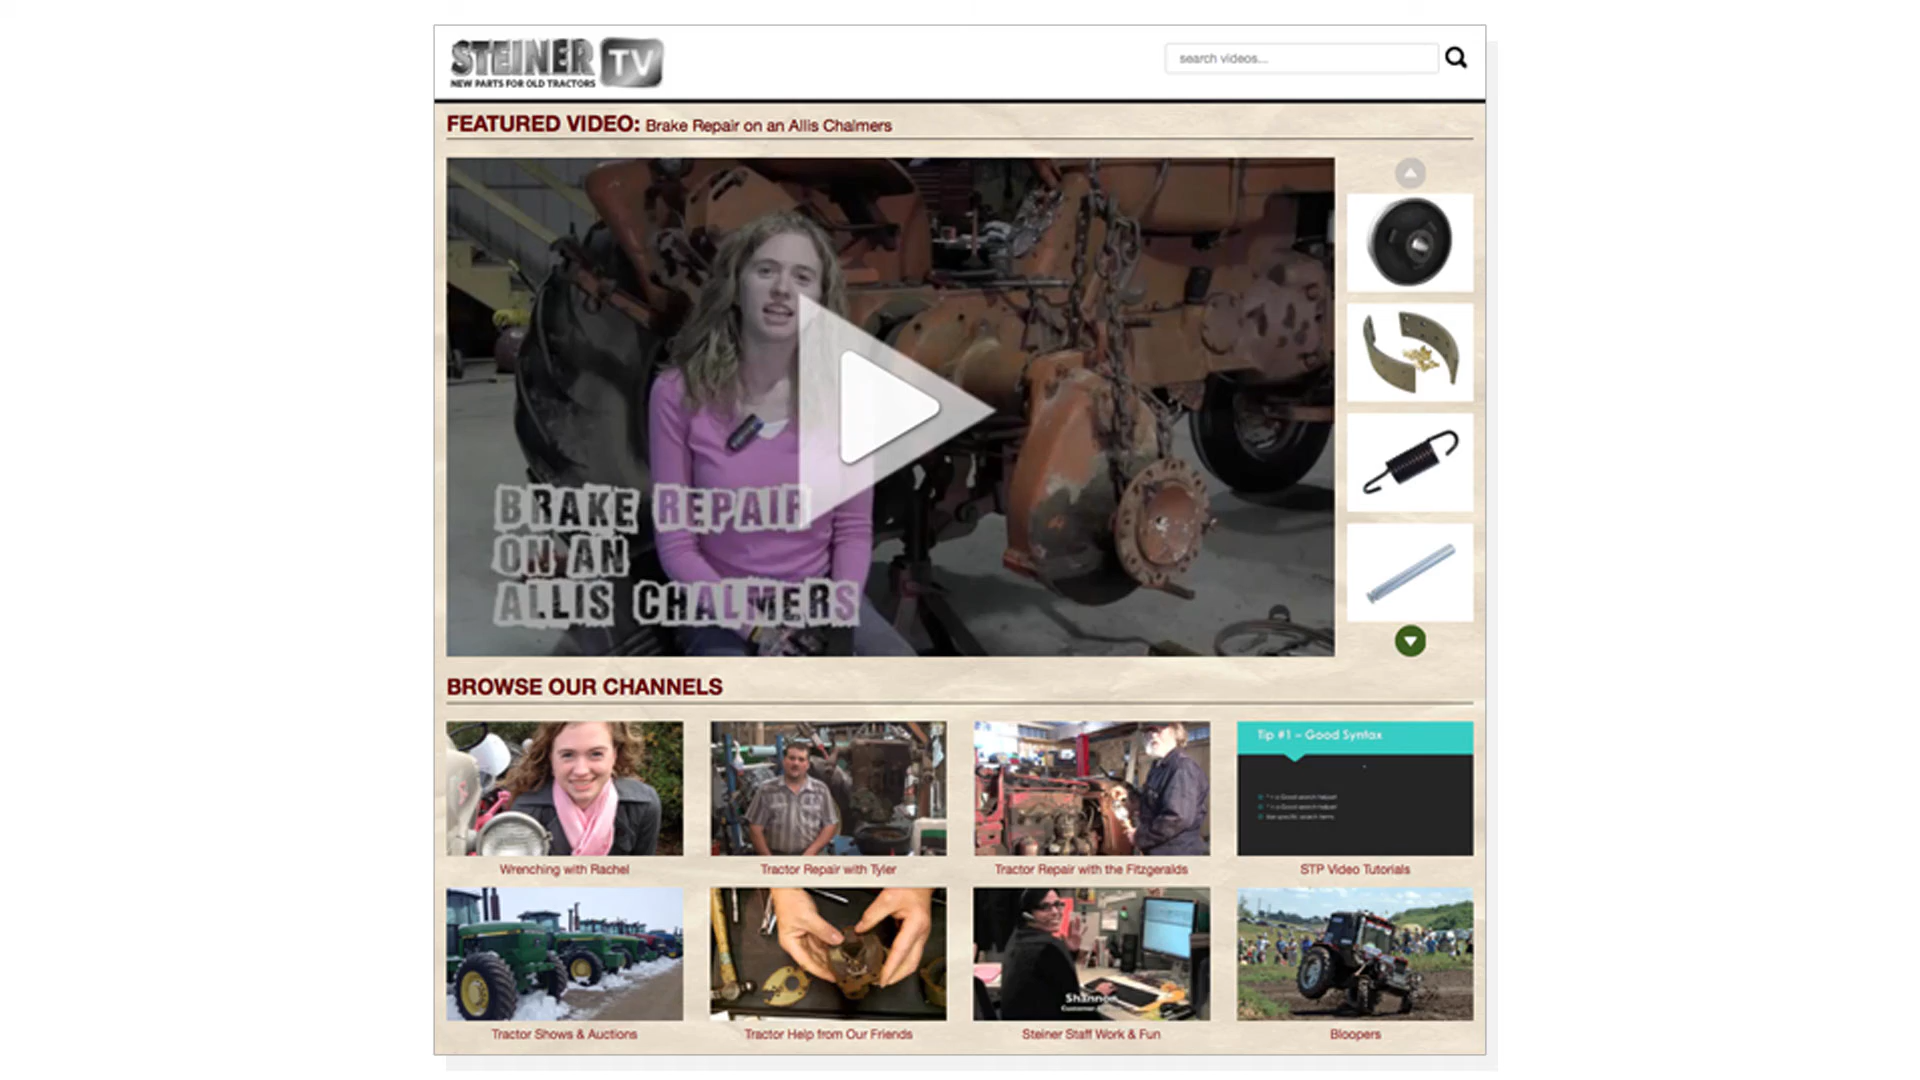 STEINER TV
NEW PARTS FOR OLD TRACTORS
search videos...
FEATURED VIDEO: Brake Repair on an Allis Chalmers
BRAKE REPAIR
ON AN
ALLIS CHALMERS
BROWSE OUR CHANNELS
Tip #1 – Good Syntax
Wrenching with Rachel
Tractor Repair with Tyler
Tractor Repair with the Fitzgeralds
STP Video Tutorials
Shannon
Tractor Shows & Auctions
Tractor Help from Our Friends
Steiner Staff Work & Fun
Bloopers